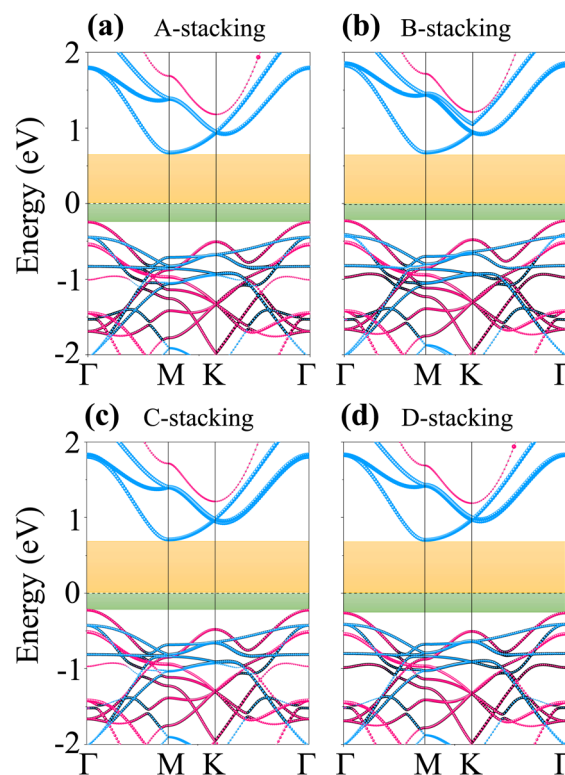 (a) A-stacking
(b) B-stacking
Energy (eV)
2
1
0
-1
-2
Γ M K Γ
Γ M K Γ
(c) C-stacking
(d) D-stacking
Energy (eV)
2
1
0
-1
-2
Γ M K Γ
Γ M K Γ